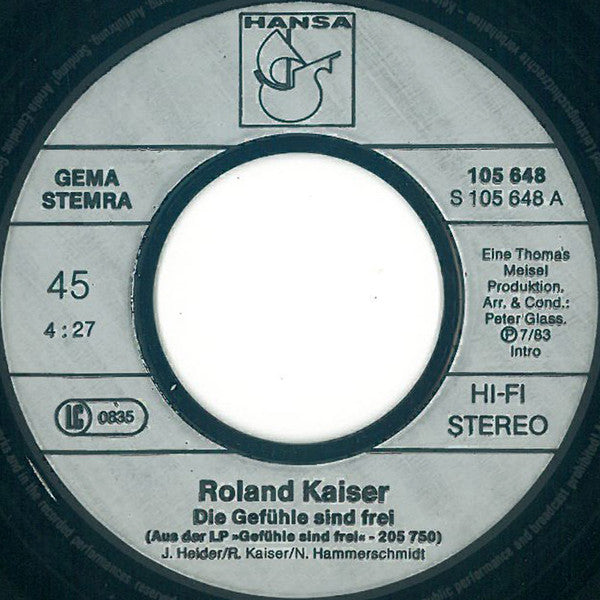 HANSA
GEMA
STEMRA
105 648
S 105 648 A
45
4:27
Eine Thomas
Meisel
Produktion.
Arr. & Cond.:
Peter Glass.
Ⓟ 7/83
Intro
LC 0835
HI-FI
STEREO
Roland Kaiser
Die Gefühle sind frei
(Aus der LP »Gefühle sind frei« - 205 750)
J. Heider/R. Kaiser/N. Hammerschmidt